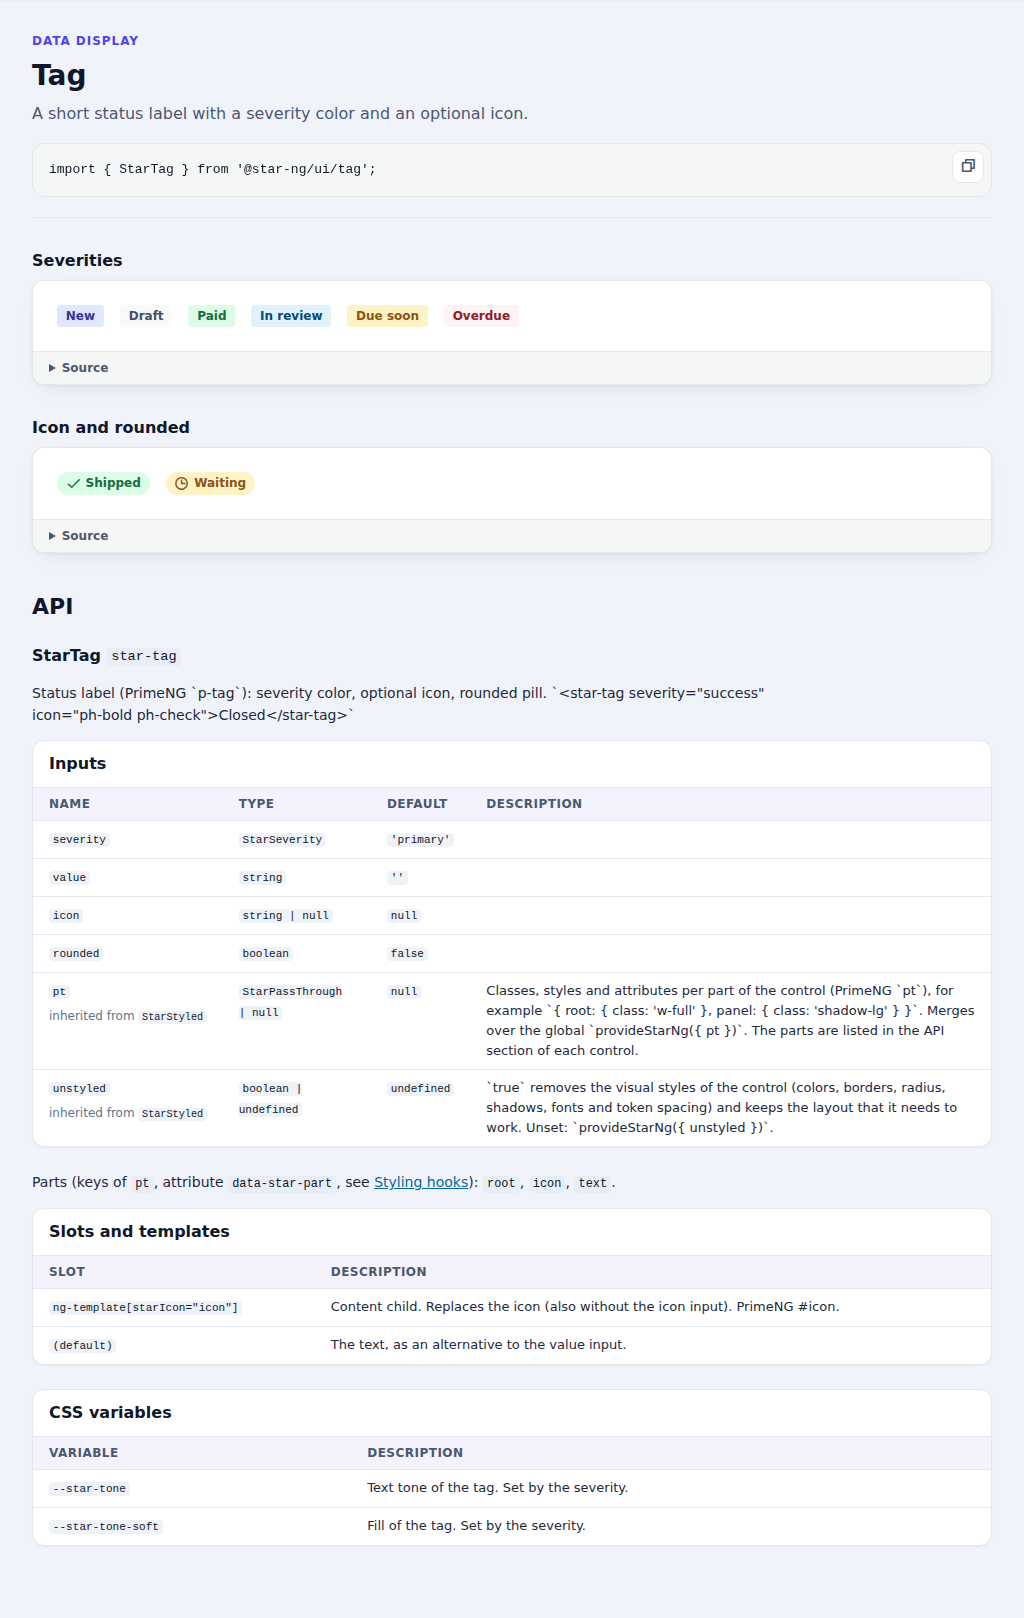 DATA DISPLAY
Tag
A short status label with a severity color and an optional icon.
import { StarTag } from '@star-ng/ui/tag';
Severities
New Draft Paid In review Due soon Overdue
Source
Icon and rounded
Shipped Waiting
Source
API
StarTag star-tag
Status label (PrimeNG `p-tag`): severity color, optional icon, rounded pill. `<star-tag severity="success"
icon="ph-bold ph-check">Closed</star-tag>`
Inputs
NAME TYPE DEFAULT DESCRIPTION
severity StarSeverity 'primary'
value string ''
icon string | null null
rounded boolean false
pt StarPassThrough null Classes, styles and attributes per part of the control (PrimeNG `pt`), for
inherited from StarStyled | null example `{ root: { class: 'w-full' }, panel: { class: 'shadow-lg' } }`. Merges
over the global `provideStarNg({ pt })`. The parts are listed in the API
section of each control.
unstyled boolean | undefined `true` removes the visual styles of the control (colors, borders, radius,
inherited from StarStyled undefined shadows, fonts and token spacing) and keeps the layout that it needs to
work. Unset: `provideStarNg({ unstyled })`.
Parts (keys of pt, attribute data-star-part, see Styling hooks): root, icon, text.
Slots and templates
SLOT DESCRIPTION
ng-template[starIcon="icon"] Content child. Replaces the icon (also without the icon input). PrimeNG #icon.
(default) The text, as an alternative to the value input.
CSS variables
VARIABLE DESCRIPTION
--star-tone Text tone of the tag. Set by the severity.
--star-tone-soft Fill of the tag. Set by the severity.